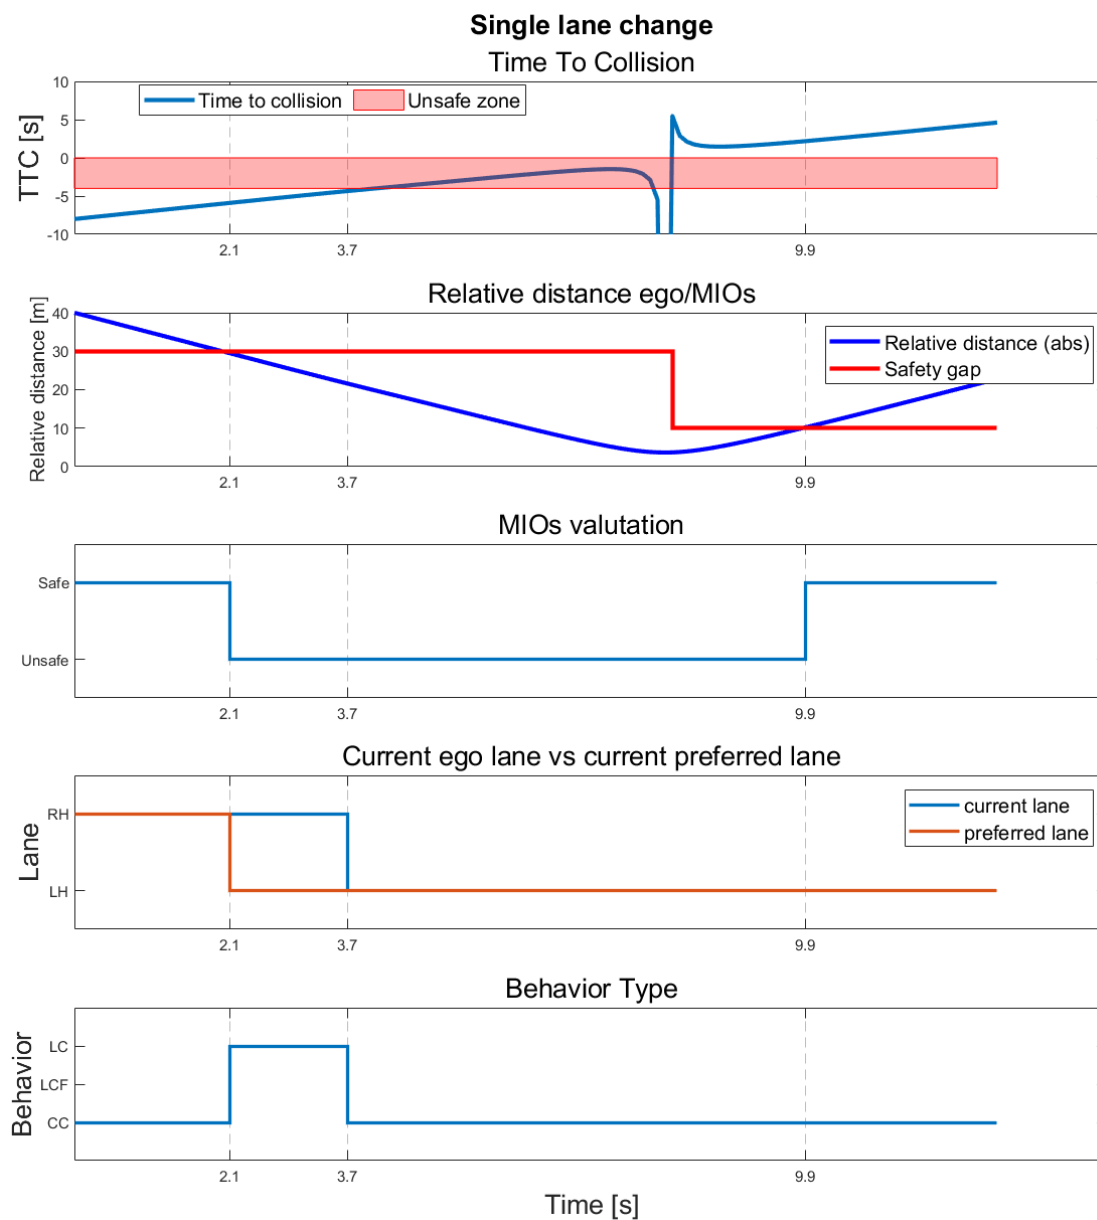 Single lane change
Time To Collision
TTC [s]
10
5
0
-5
-10
Time to collision
Unsafe zone
2.1 3.7 9.9
Relative distance ego/MIOs
Relative distance [m]
40
30
20
10
0
Relative distance (abs)
Safety gap
2.1 3.7 9.9
MIOs valutation
Safe
Unsafe
2.1 3.7 9.9
Current ego lane vs current preferred lane
Lane
RH
LH
current lane
preferred lane
2.1 3.7 9.9
Behavior Type
Behavior
LC
LCF
CC
2.1 3.7 9.9
Time [s]